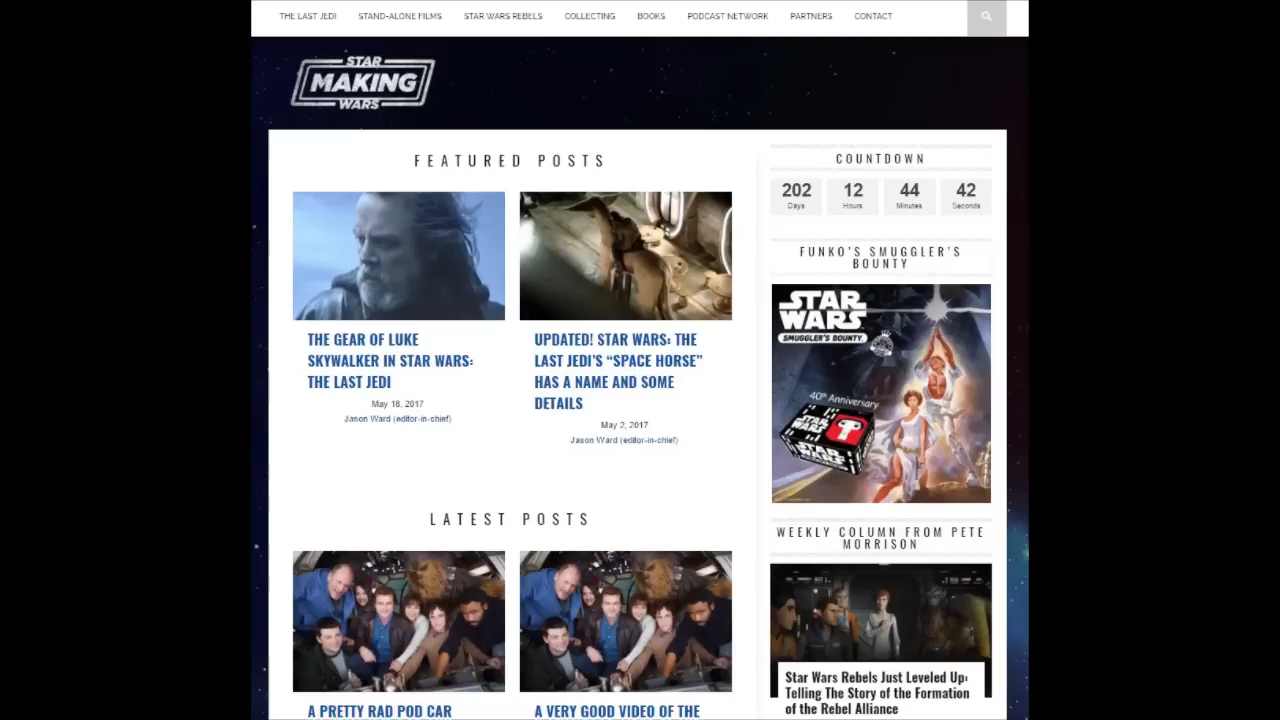 THE LAST JEDI STAND-ALONE FILMS STAR WARS REBELS COLLECTING BOOKS PODCAST NETWORK PARTNERS CONTACT
STAR
MAKING
WARS
FEATURED POSTS
THE GEAR OF LUKE
SKYWALKER IN STAR WARS:
THE LAST JEDI
May 18, 2017
Jason Ward (editor-in-chief)
UPDATED! STAR WARS: THE
LAST JEDI'S “SPACE HORSE”
HAS A NAME AND SOME
DETAILS
May 2, 2017
Jason Ward (editor-in-chief)
LATEST POSTS
A PRETTY RAD POD CAR
A VERY GOOD VIDEO OF THE
COUNTDOWN
202 12 44 42
Days Hours Minutes Seconds
FUNKO'S SMUGGLER'S
BOUNTY
STAR
WARS
SMUGGLER'S BOUNTY
40th Anniversary
STAR
WARS
STAR
WARS
WEEKLY COLUMN FROM PETE
MORRISON
Star Wars Rebels Just Leveled Up:
Telling The Story of the Formation
of the Rebel Alliance